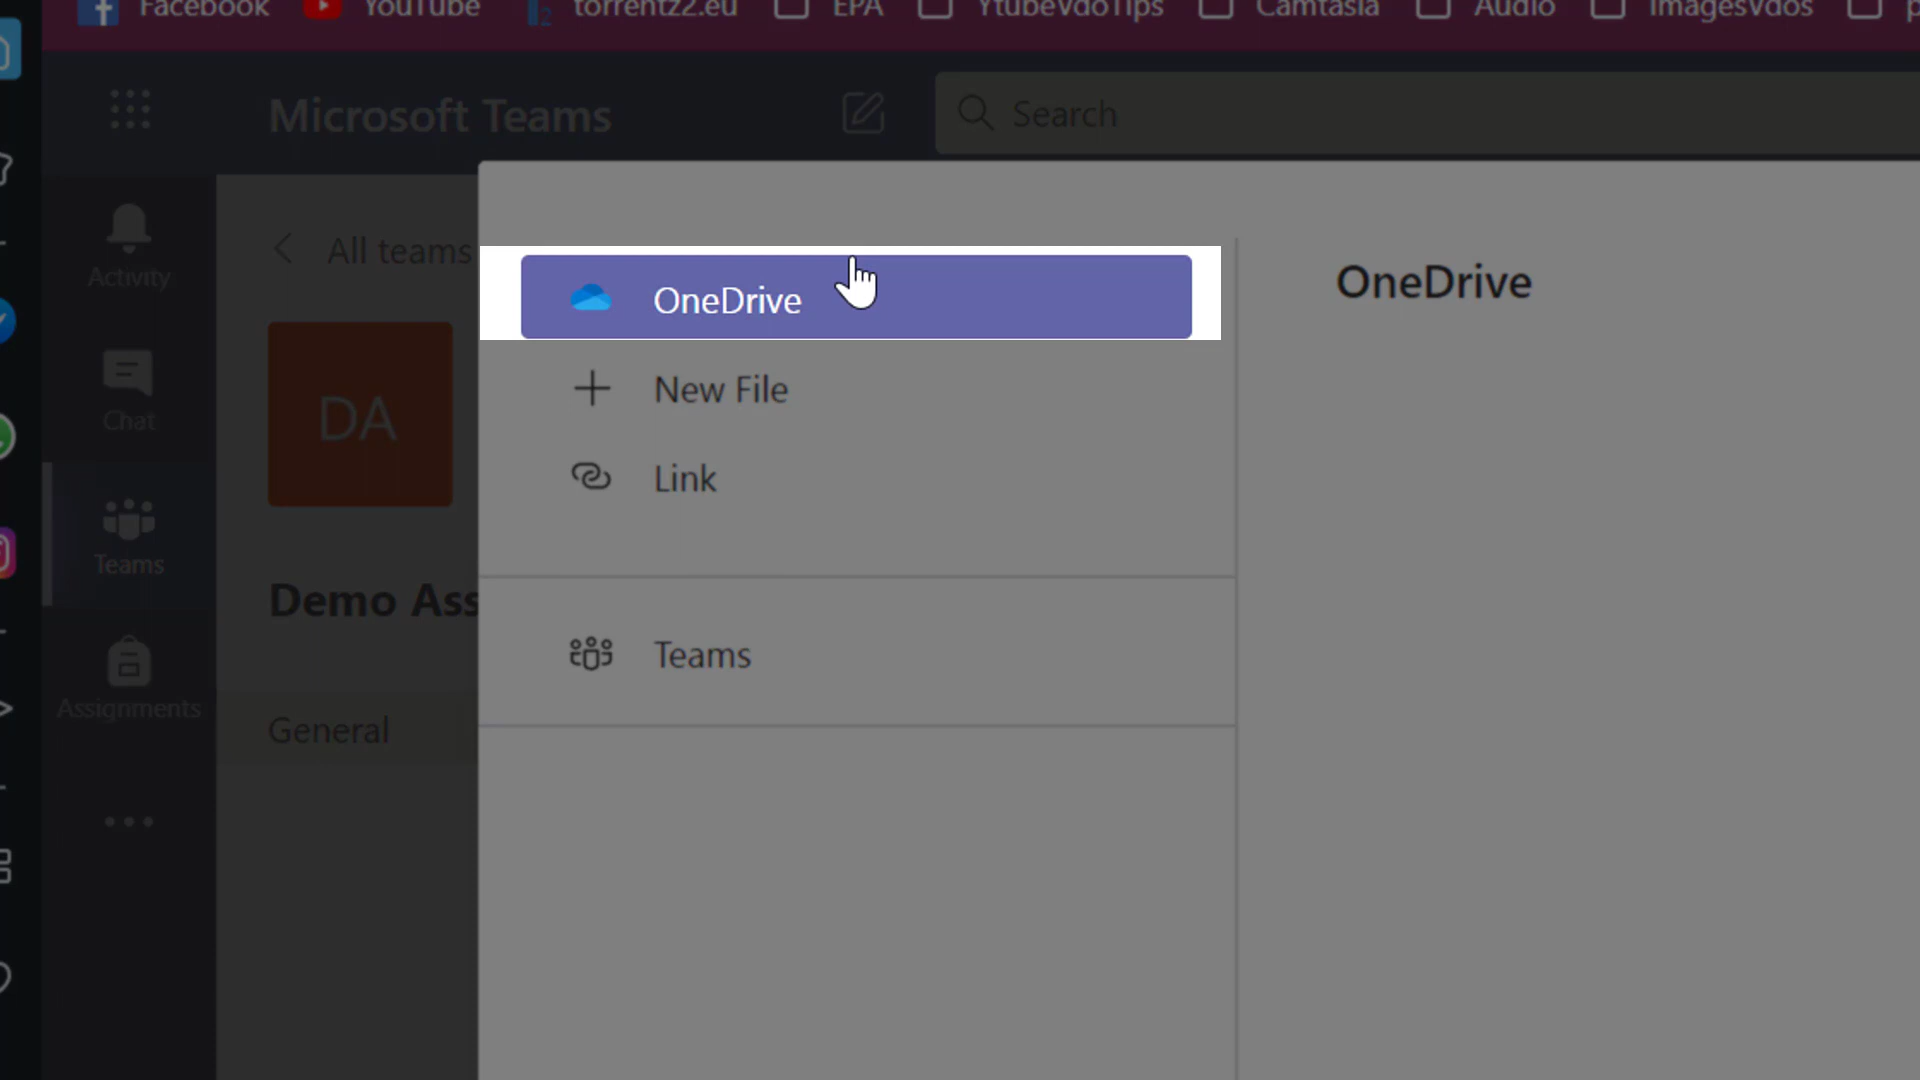 Facebook
YouTube
torrentz2.eu
EPA
YtubeVdoTips
Camtasia
Audio
ImagesVdos
Microsoft Teams
Search
Activity
All teams
OneDrive
OneDrive
New File
DA
Chat
Link
Teams
Demo Ass
Teams
Assignments
General